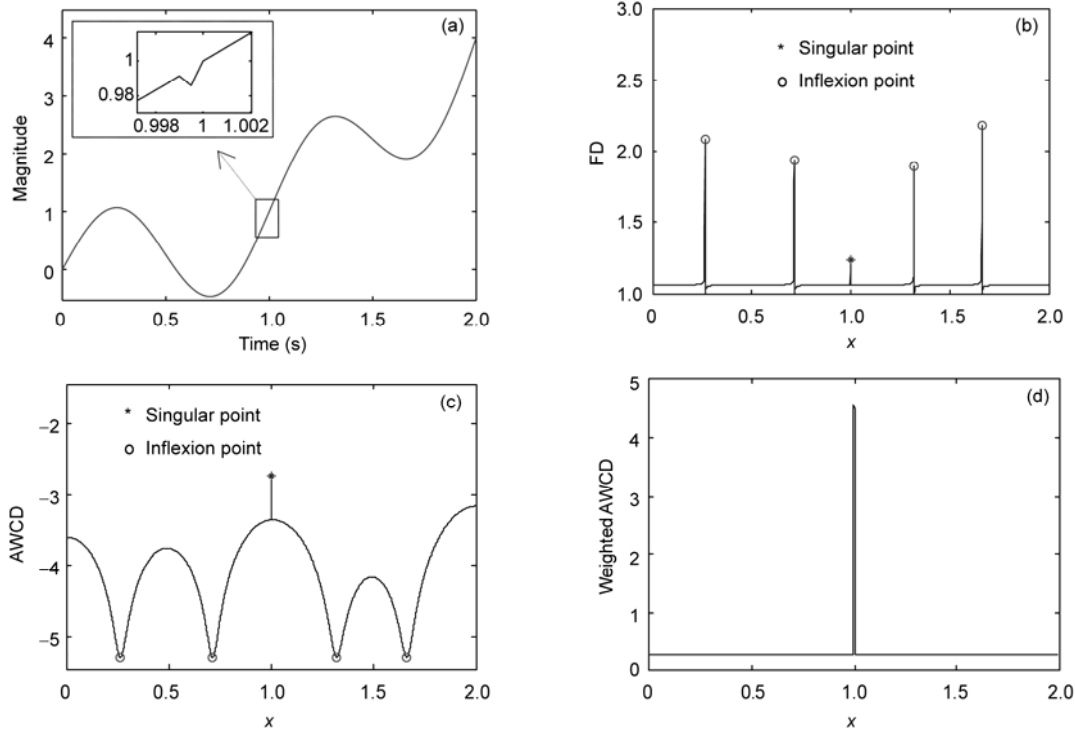 (a)
4
3
2
1
0
Magnitude
1
0.98
0.998 1 1.002
0 0.5 1.0 1.5 2.0
Time (s)
(b)
3.0
2.5
2.0
1.5
1.0
FD
* Singular point
o Inflexion point
0 0.5 1.0 1.5 2.0
x
(c)
−2
−3
−4
−5
AWCD
* Singular point
o Inflexion point
0 0.5 1.0 1.5 2.0
x
(d)
5
4
3
2
1
0
Weighted AWCD
0 0.5 1.0 1.5 2.0
x